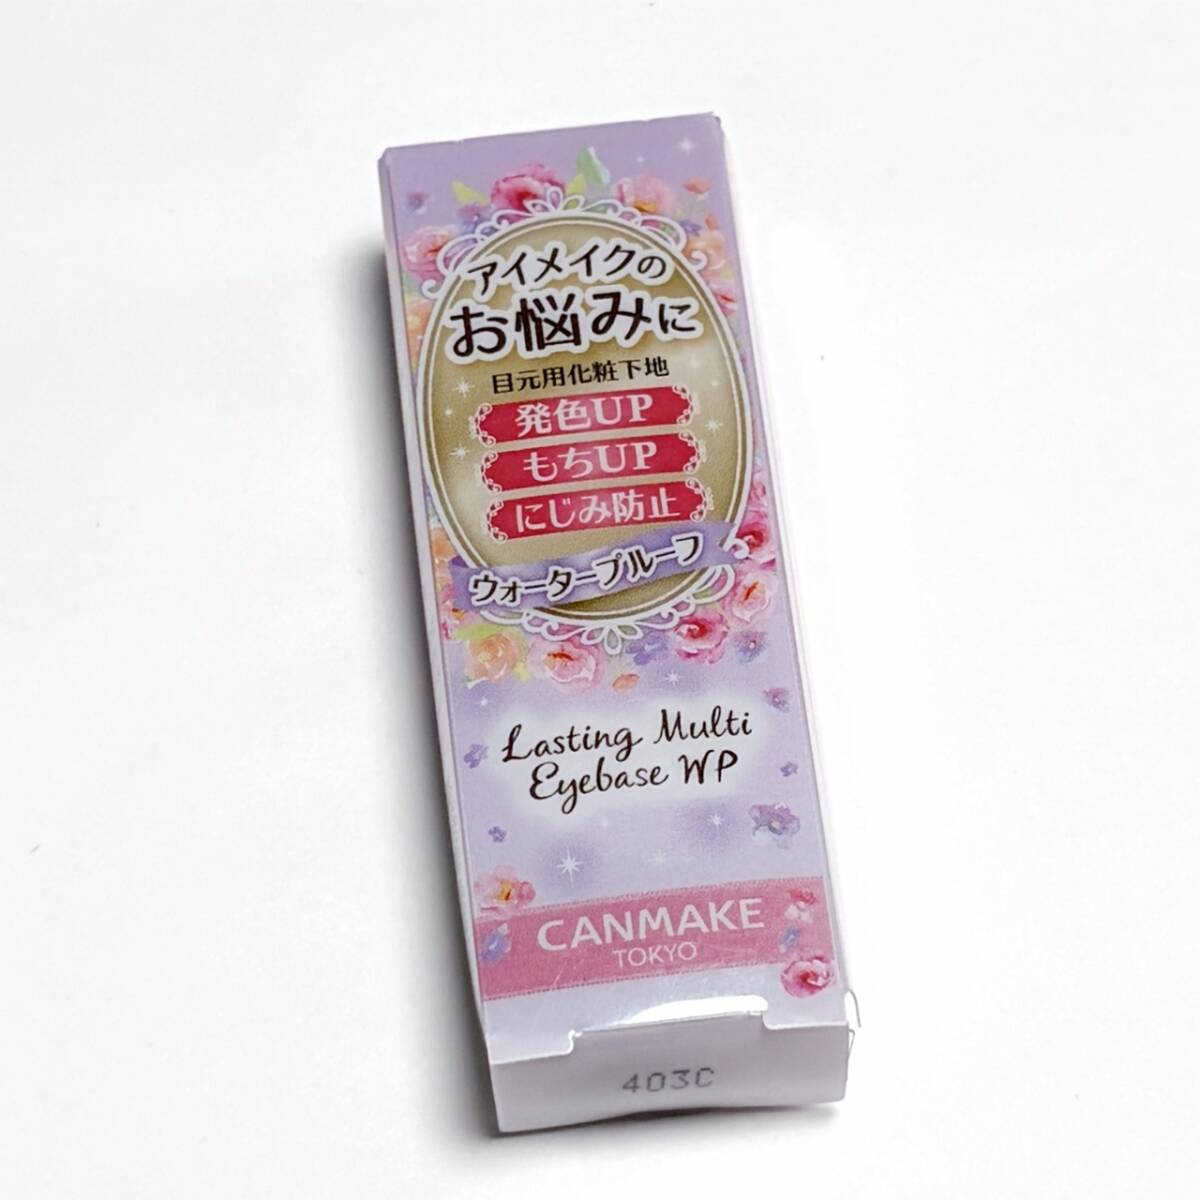 アイメイクの
お悩みに
目元用化粧下地
発色UP
もちUP
にじみ防止
ウォータープルーフ
Lasting Multi
Eyebase WP
CANMAKE
TOKYO
403C